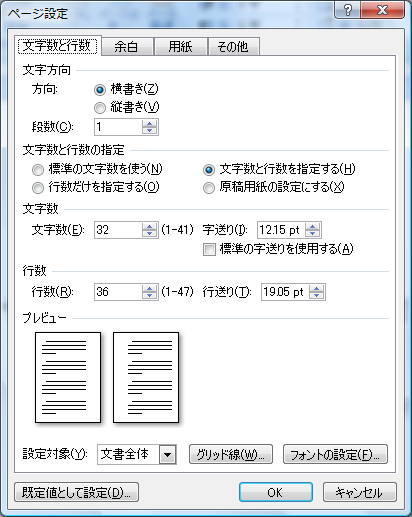 ページ設定
文字数と行数 余白 用紙 その他
文字方向
方向: 横書き(Z)
縦書き(V)
段数(C): 1
文字数と行数の指定
標準の文字数を使う(N) 文字数と行数を指定する(H)
行数だけを指定する(O) 原稿用紙の設定にする(X)
文字数
文字数(E): 32 (1-41) 字送り(I): 12.15 pt
標準の字送りを使用する(A)
行数
行数(R): 36 (1-47) 行送り(T): 19.05 pt
プレビュー
設定対象(Y): 文書全体 グリッド線(W)... フォントの設定(F)...
既定値として設定(D)... OK キャンセル